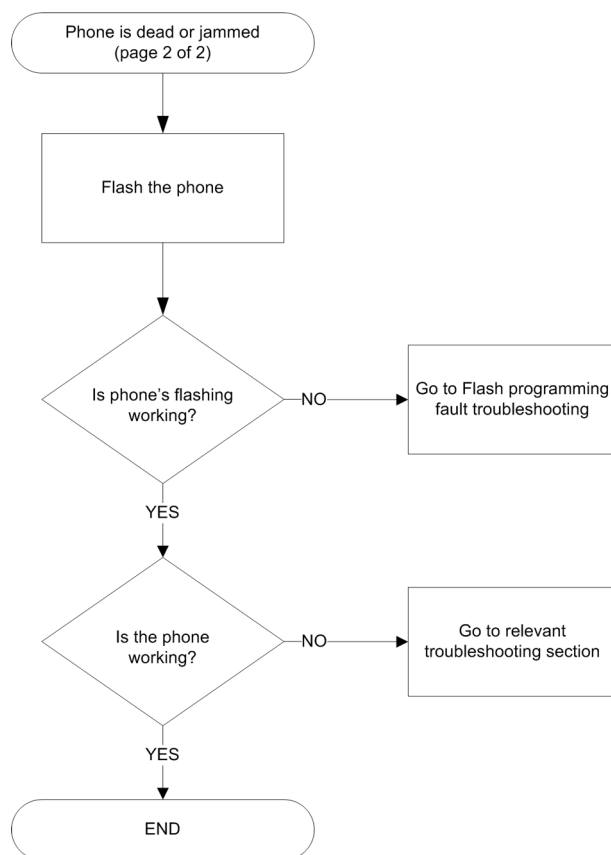 Phone is dead or jammed
(page 2 of 2)
Flash the phone
Is phone's flashing
working?
NO
Go to Flash programming
fault troubleshooting
YES
Is the phone
working?
NO
Go to relevant
troubleshooting section
YES
END